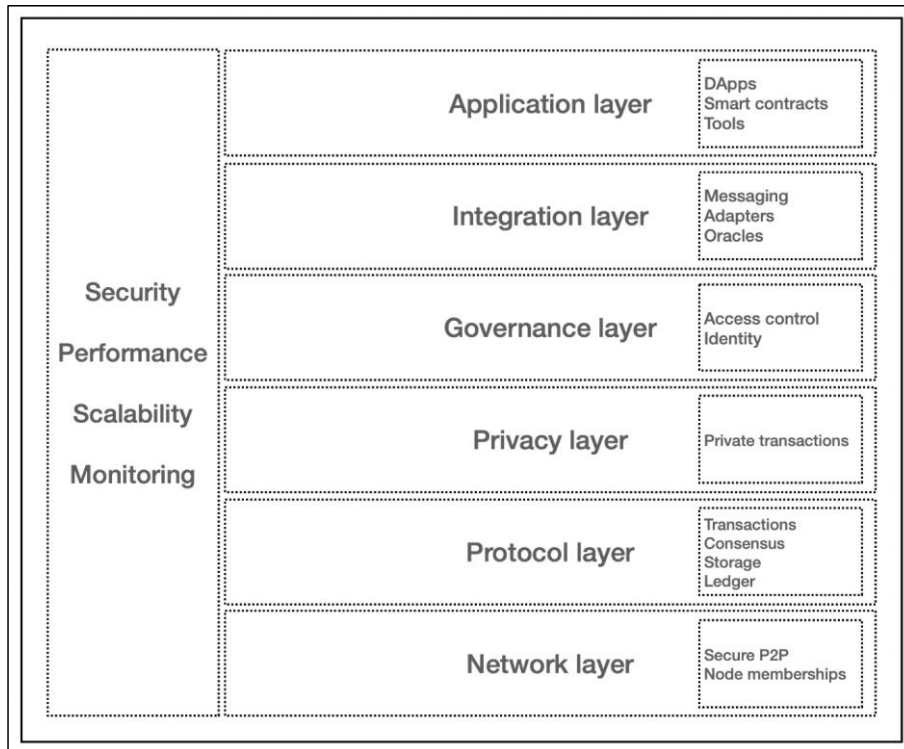 Security
Performance
Scalability
Monitoring
Application layer
DApps
Smart contracts
Tools
Integration layer
Messaging
Adapters
Oracles
Governance layer
Access control
Identity
Privacy layer
Private transactions
Protocol layer
Transactions
Consensus
Storage
Ledger
Network layer
Secure P2P
Node memberships